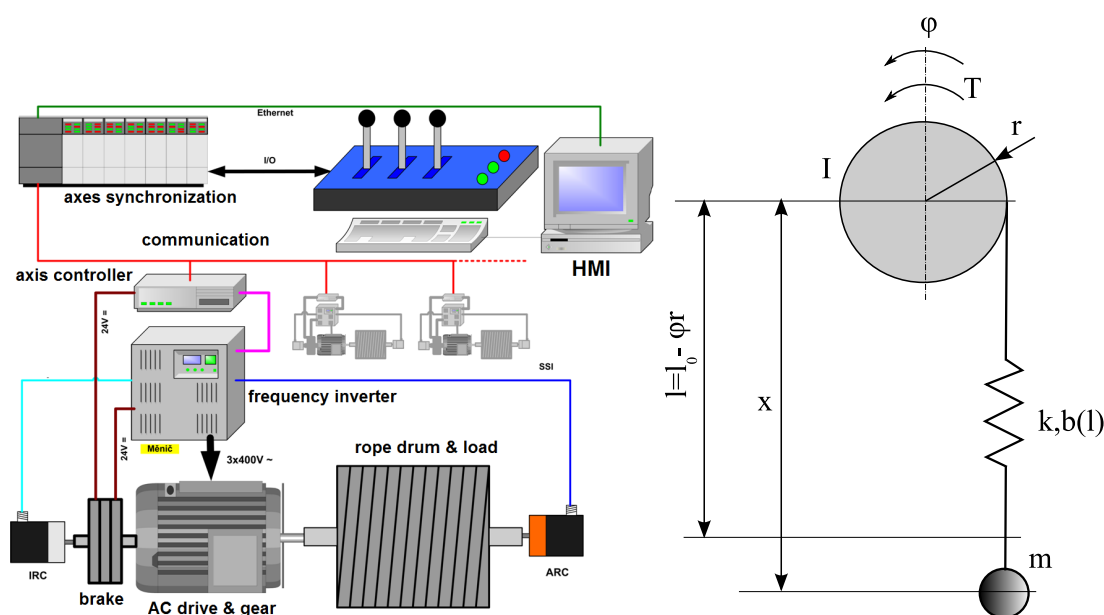 Ethernet
I/O
axes synchronization
communication
HMI
axis controller
24V =
SSI
frequency inverter
Měnič
24V =
3x400V ~
rope drum & load
IRC
brake
AC drive & gear
ARC
φ
T
r
I
l=l₀- φr
x
k,b(l)
m